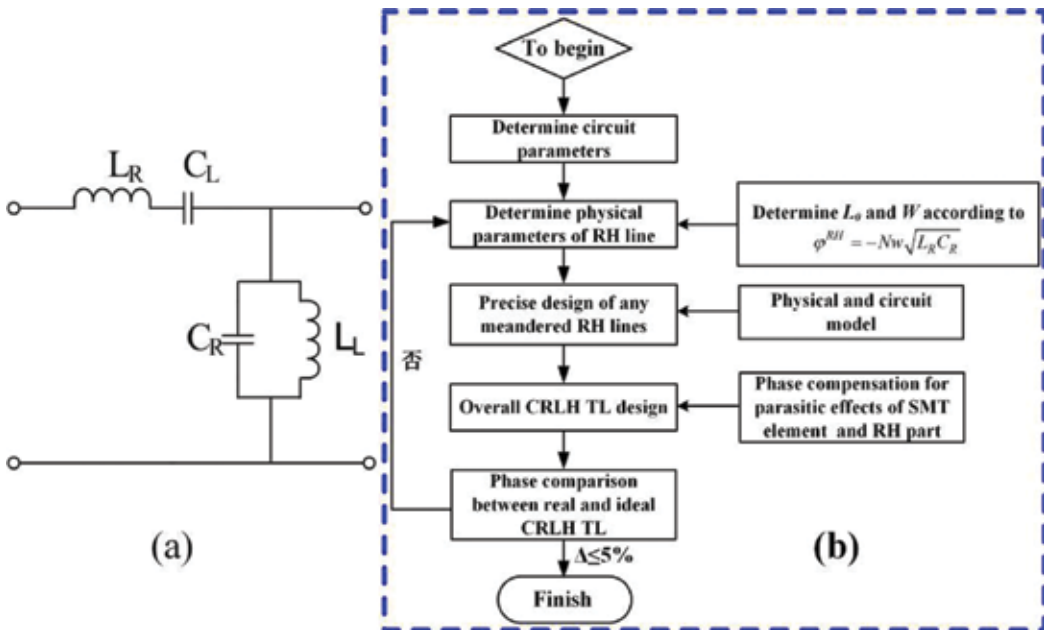 L_R
C_L
C_R
L_L
(a)
To begin
Determine circuit
parameters
Determine physical
parameters of RH line
Determine L_0 and W according to
φ^{RH} = -Nw√(L_R C_R)
Precise design of any
meandered RH lines
Physical and circuit
model
否
Overall CRLH TL design
Phase compensation for
parasitic effects of SMT
element and RH part
Phase comparison
between real and ideal
CRLH TL
Δ≤5%
Finish
(b)